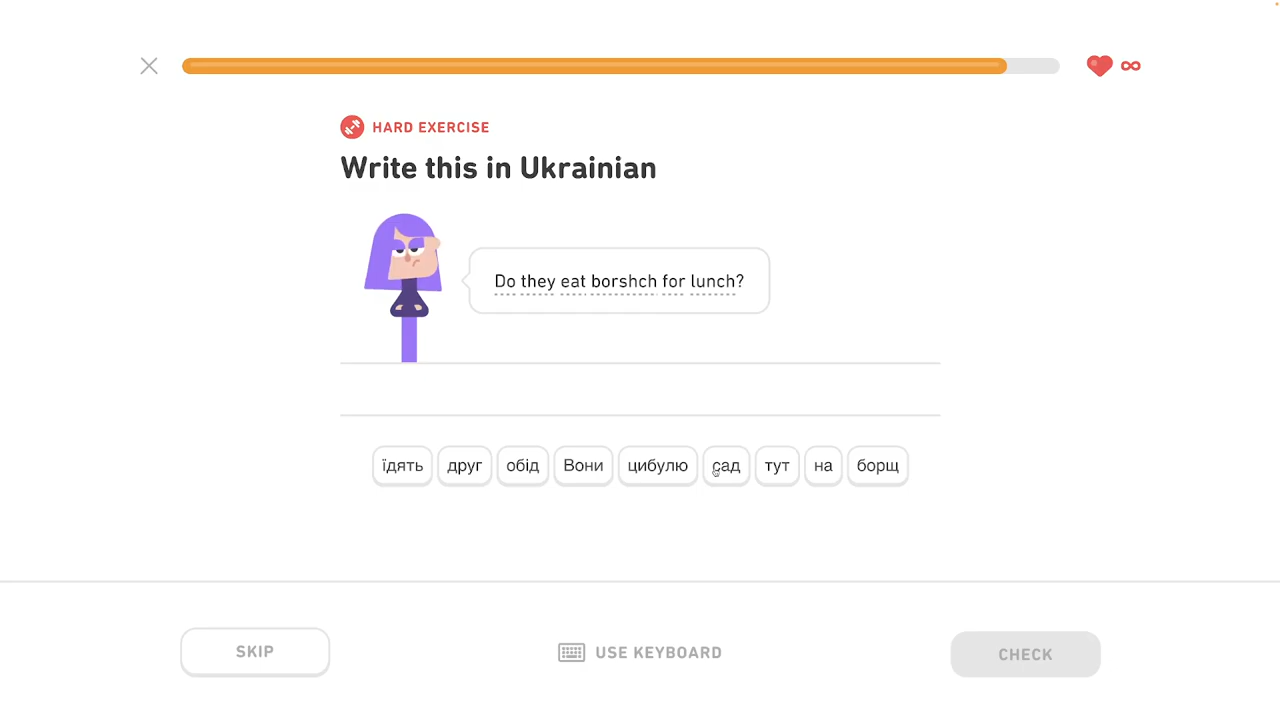 HARD EXERCISE
Write this in Ukrainian
Do they eat borshch for lunch?
їдять друг обід Вони цибулю сад тут на борщ
SKIP USE KEYBOARD CHECK